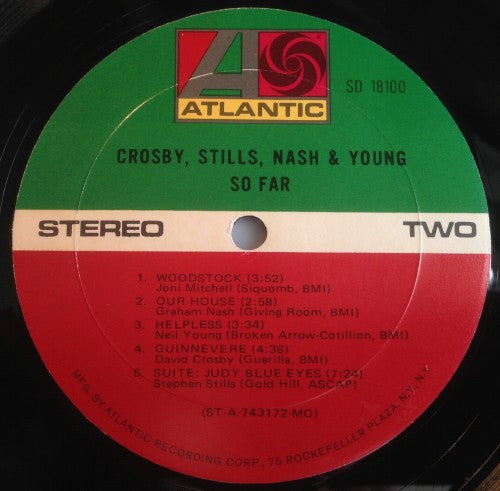 ATLANTIC
SD 18100
CROSBY, STILLS, NASH & YOUNG
SO FAR
STEREO
TWO
1. WOODSTOCK (3:52)
Joni Mitchell (Siquomb, BMI)
2. OUR HOUSE (2:58)
Graham Nash (Giving Room, BMI)
3. HELPLESS (3:34)
Neil Young (Broken Arrow-Cotillion, BMI)
4. GUINNEVERE (4:38)
David Crosby (Guerilla, BMI)
5. SUITE: JUDY BLUE EYES (7:24)
Stephen Stills (Gold Hill, ASCAP)
(ST-A-743172-MO)
MFG. BY ATLANTIC RECORDING CORP., 75 ROCKEFELLER PLAZA, N.Y., N.Y.